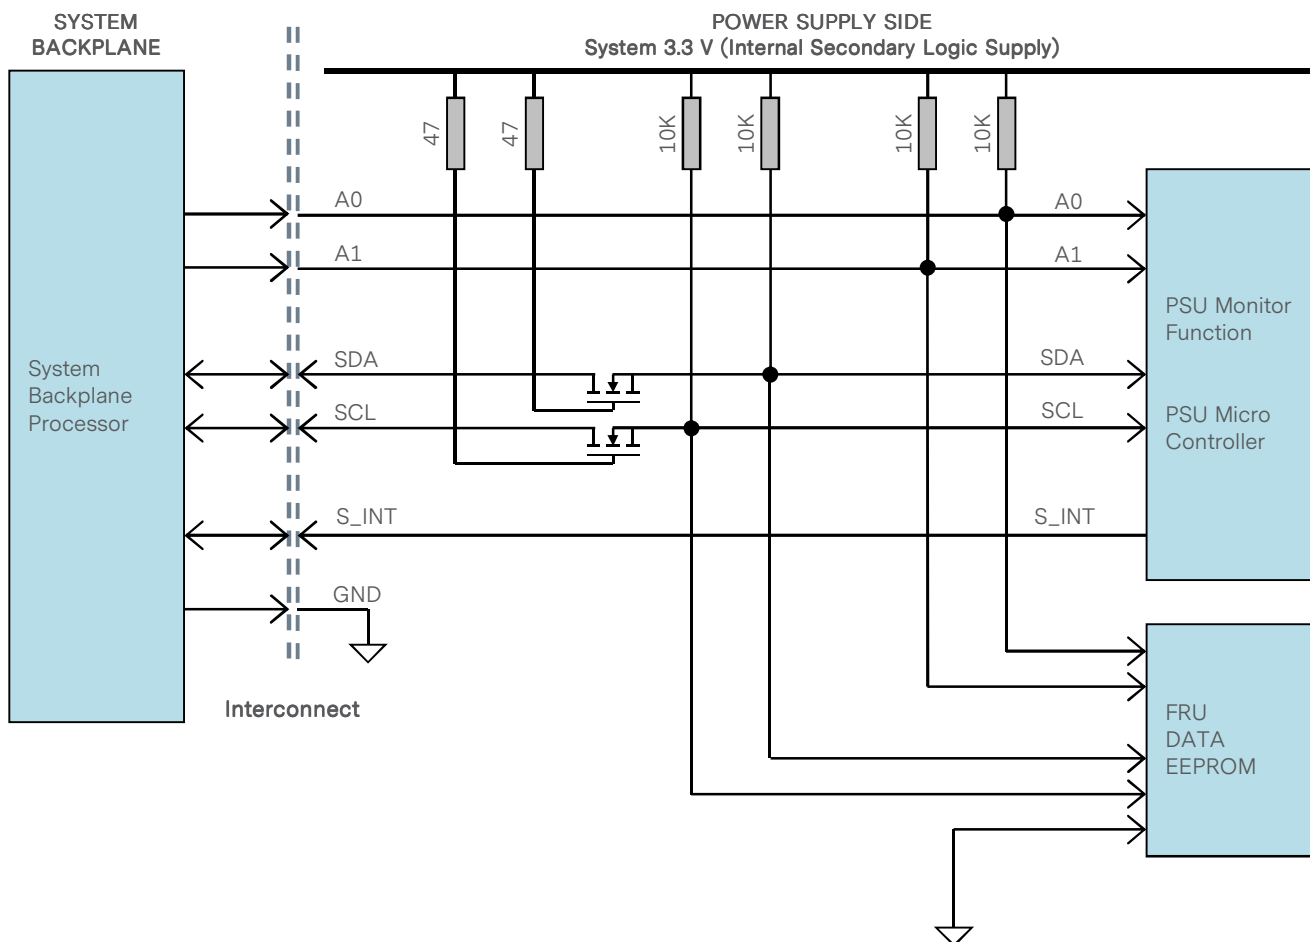 SYSTEM
BACKPLANE
POWER SUPPLY SIDE
System 3.3 V (Internal Secondary Logic Supply)
47
47
10K
10K
10K
10K
A0
A0
A1
A1
PSU Monitor
Function
SDA
SDA
System
Backplane
Processor
SCL
SCL
PSU Micro
Controller
S_INT
S_INT
GND
Interconnect
FRU
DATA
EEPROM